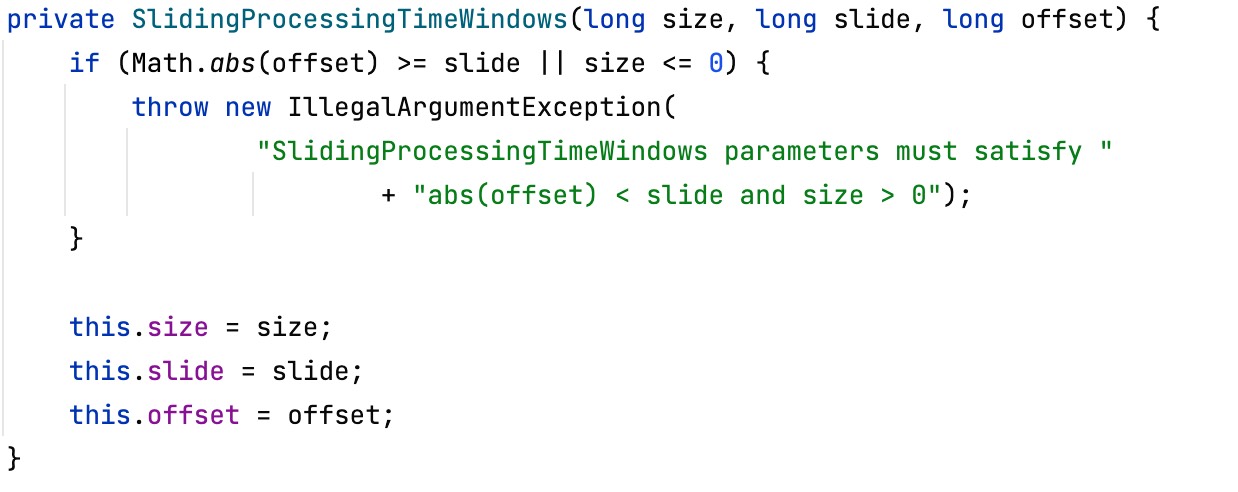 private SlidingProcessingTimeWindows(long size, long slide, long offset) {
if (Math.abs(offset) >= slide || size <= 0) {
throw new IllegalArgumentException(
"SlidingProcessingTimeWindows parameters must satisfy "
+ "abs(offset) < slide and size > 0");
}
this.size = size;
this.slide = slide;
this.offset = offset;
}